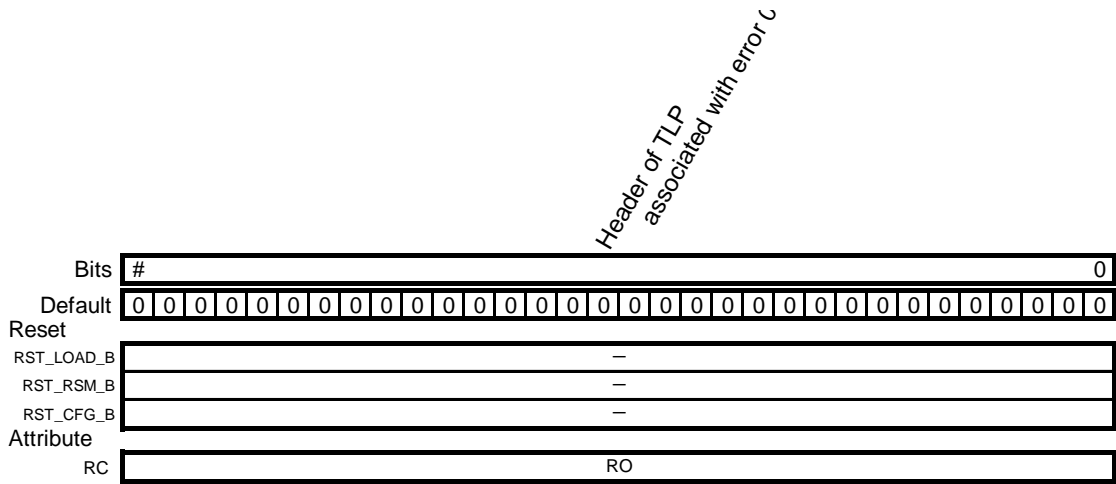 Header of TLP
associated with error 0
Bits # 0
Default 0 0 0 0 0 0 0 0 0 0 0 0 0 0 0 0 0 0 0 0 0 0 0 0 0 0 0 0 0 0 0 0
Reset
RST_LOAD_B –
RST_RSM_B –
RST_CFG_B –
Attribute
RC RO